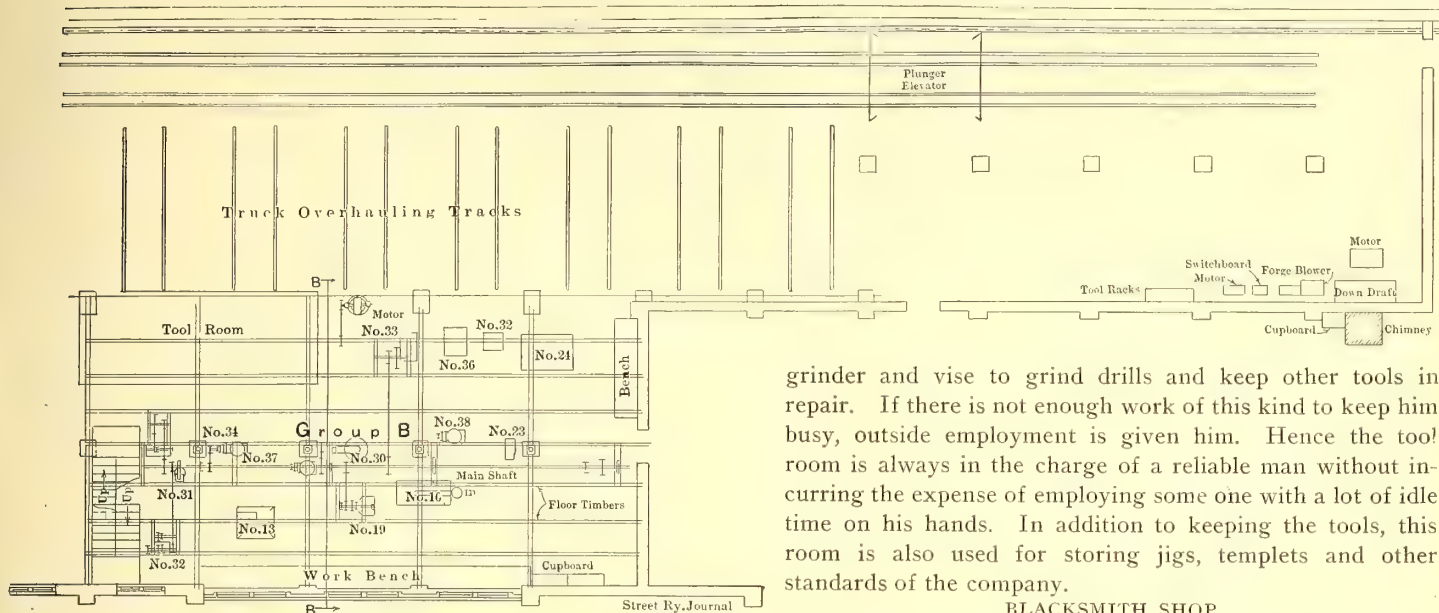 Plunger
Elevator
Truck Overhauling Tracks
Motor
Switchboard
Motor
Forge Blower
Tool Racks
Down Draft
Cupboard
Chimney
B
Tool Room
Motor
No.33
No.32
No.36
No.21
Bench
No.34
Group B
No.38
No.23
No.37
No.30
Main Shaft
Up
Up
No.31
No.16
Floor Timbers
No.13
No.19
No.32
Work Bench
Cupboard
B
Street Ry.Journal
grinder and vise to grind drills and keep other tools in
repair. If there is not enough work of this kind to keep him
busy, outside employment is given him. Hence the tool
room is always in the charge of a reliable man without in-
curring the expense of employing some one with a lot of idle
time on his hands. In addition to keeping the tools, this
room is also used for storing jigs, templets and other
standards of the company.
BLACKSMITH SHOP